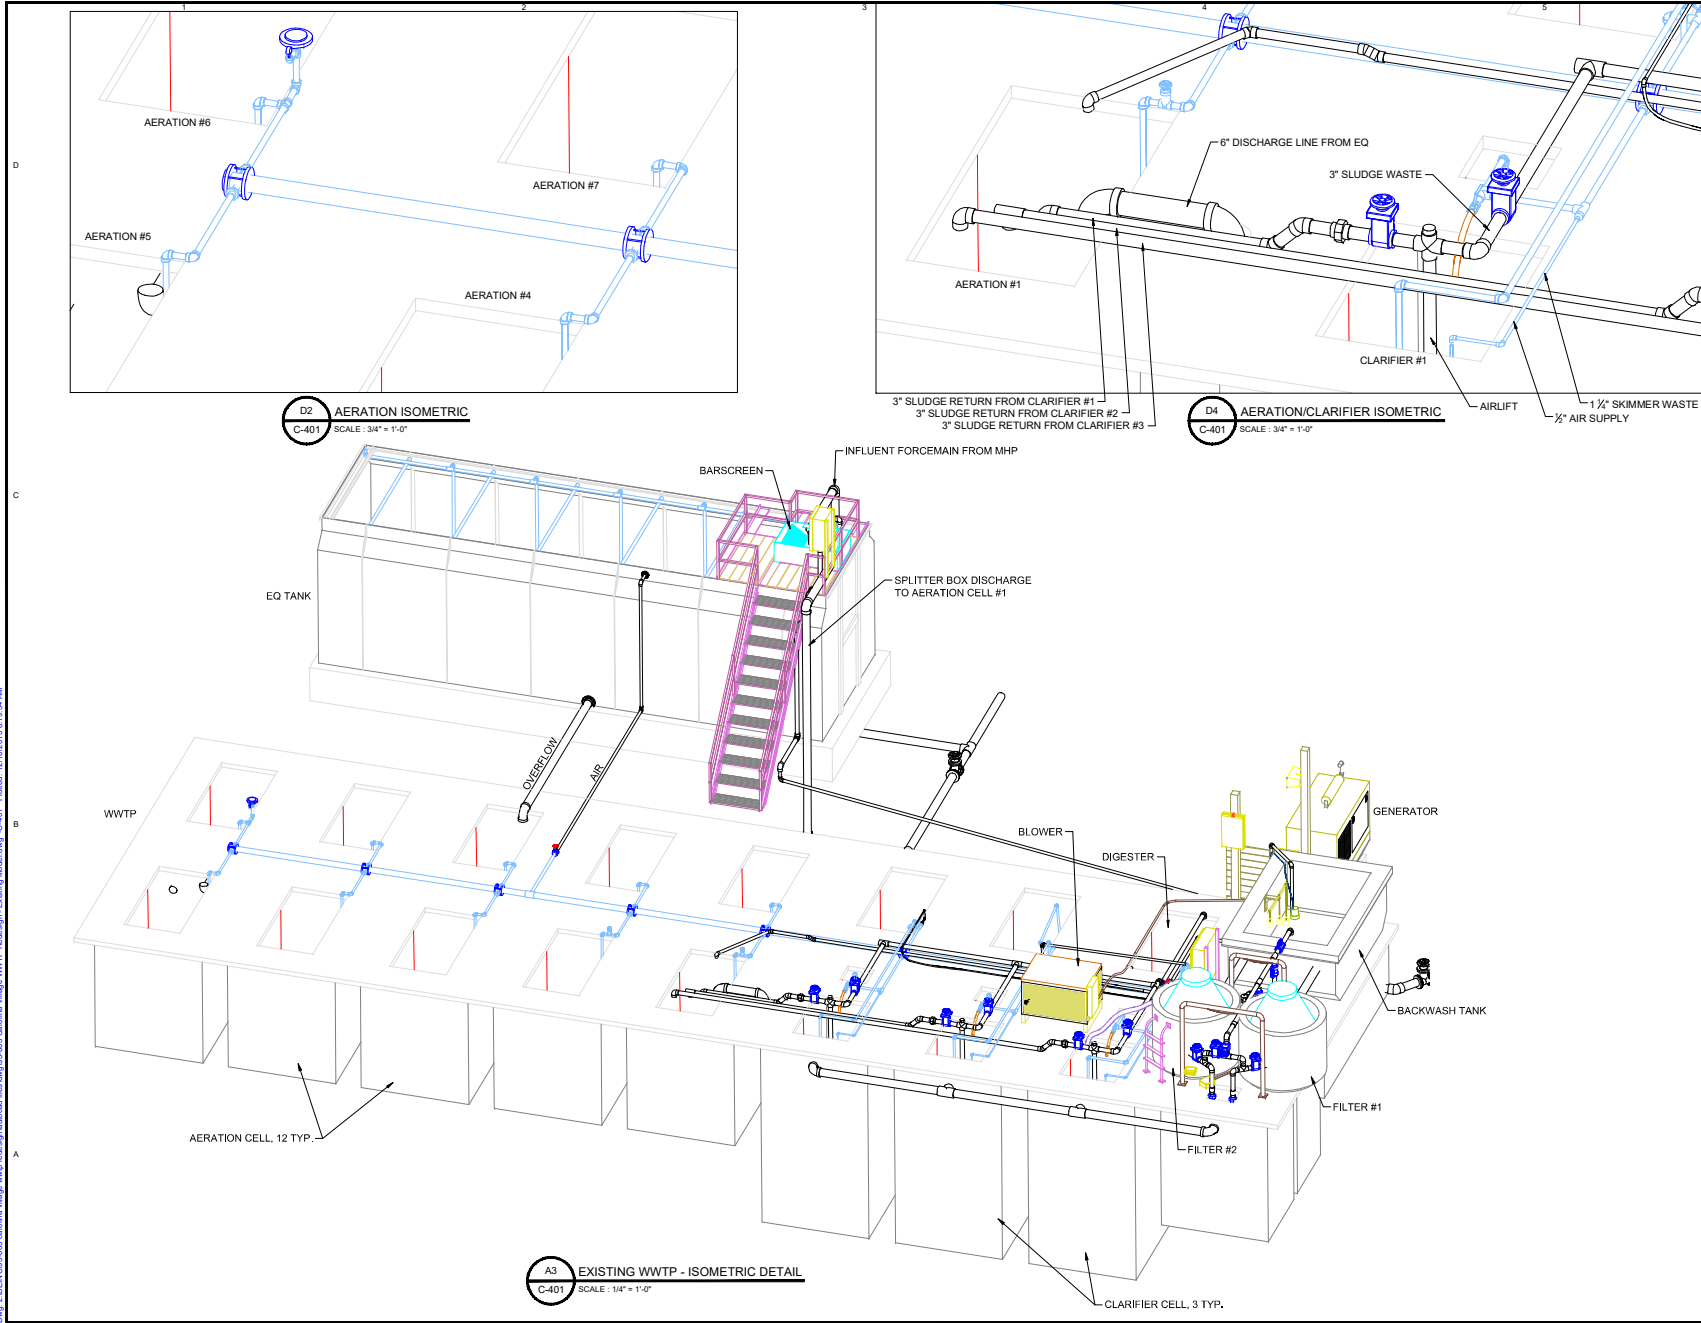 1
2
3
4
5
D
C
B
A
AERATION #6
AERATION #7
AERATION #5
AERATION #4
D2
C-401
AERATION ISOMETRIC
SCALE : 3/4" = 1'-0"
6" DISCHARGE LINE FROM EQ
3" SLUDGE WASTE
AERATION #1
CLARIFIER #1
3" SLUDGE RETURN FROM CLARIFIER #1
3" SLUDGE RETURN FROM CLARIFIER #2
3" SLUDGE RETURN FROM CLARIFIER #3
AIRLIFT
1 ¼" SKIMMER WASTE
½" AIR SUPPLY
D4
C-401
AERATION/CLARIFIER ISOMETRIC
SCALE : 3/4" = 1'-0"
INFLUENT FORCEMAIN FROM MHP
BARSCREEN
SPLITTER BOX DISCHARGE
TO AERATION CELL #1
EQ TANK
OVERFLOW
AIR
WWTP
BLOWER
DIGESTER
GENERATOR
BACKWASH TANK
FILTER #1
FILTER #2
AERATION CELL, 12 TYP.
CLARIFIER CELL, 3 TYP.
A3
C-401
EXISTING WWTP - ISOMETRIC DETAIL
SCALE : 1/4" = 1'-0"